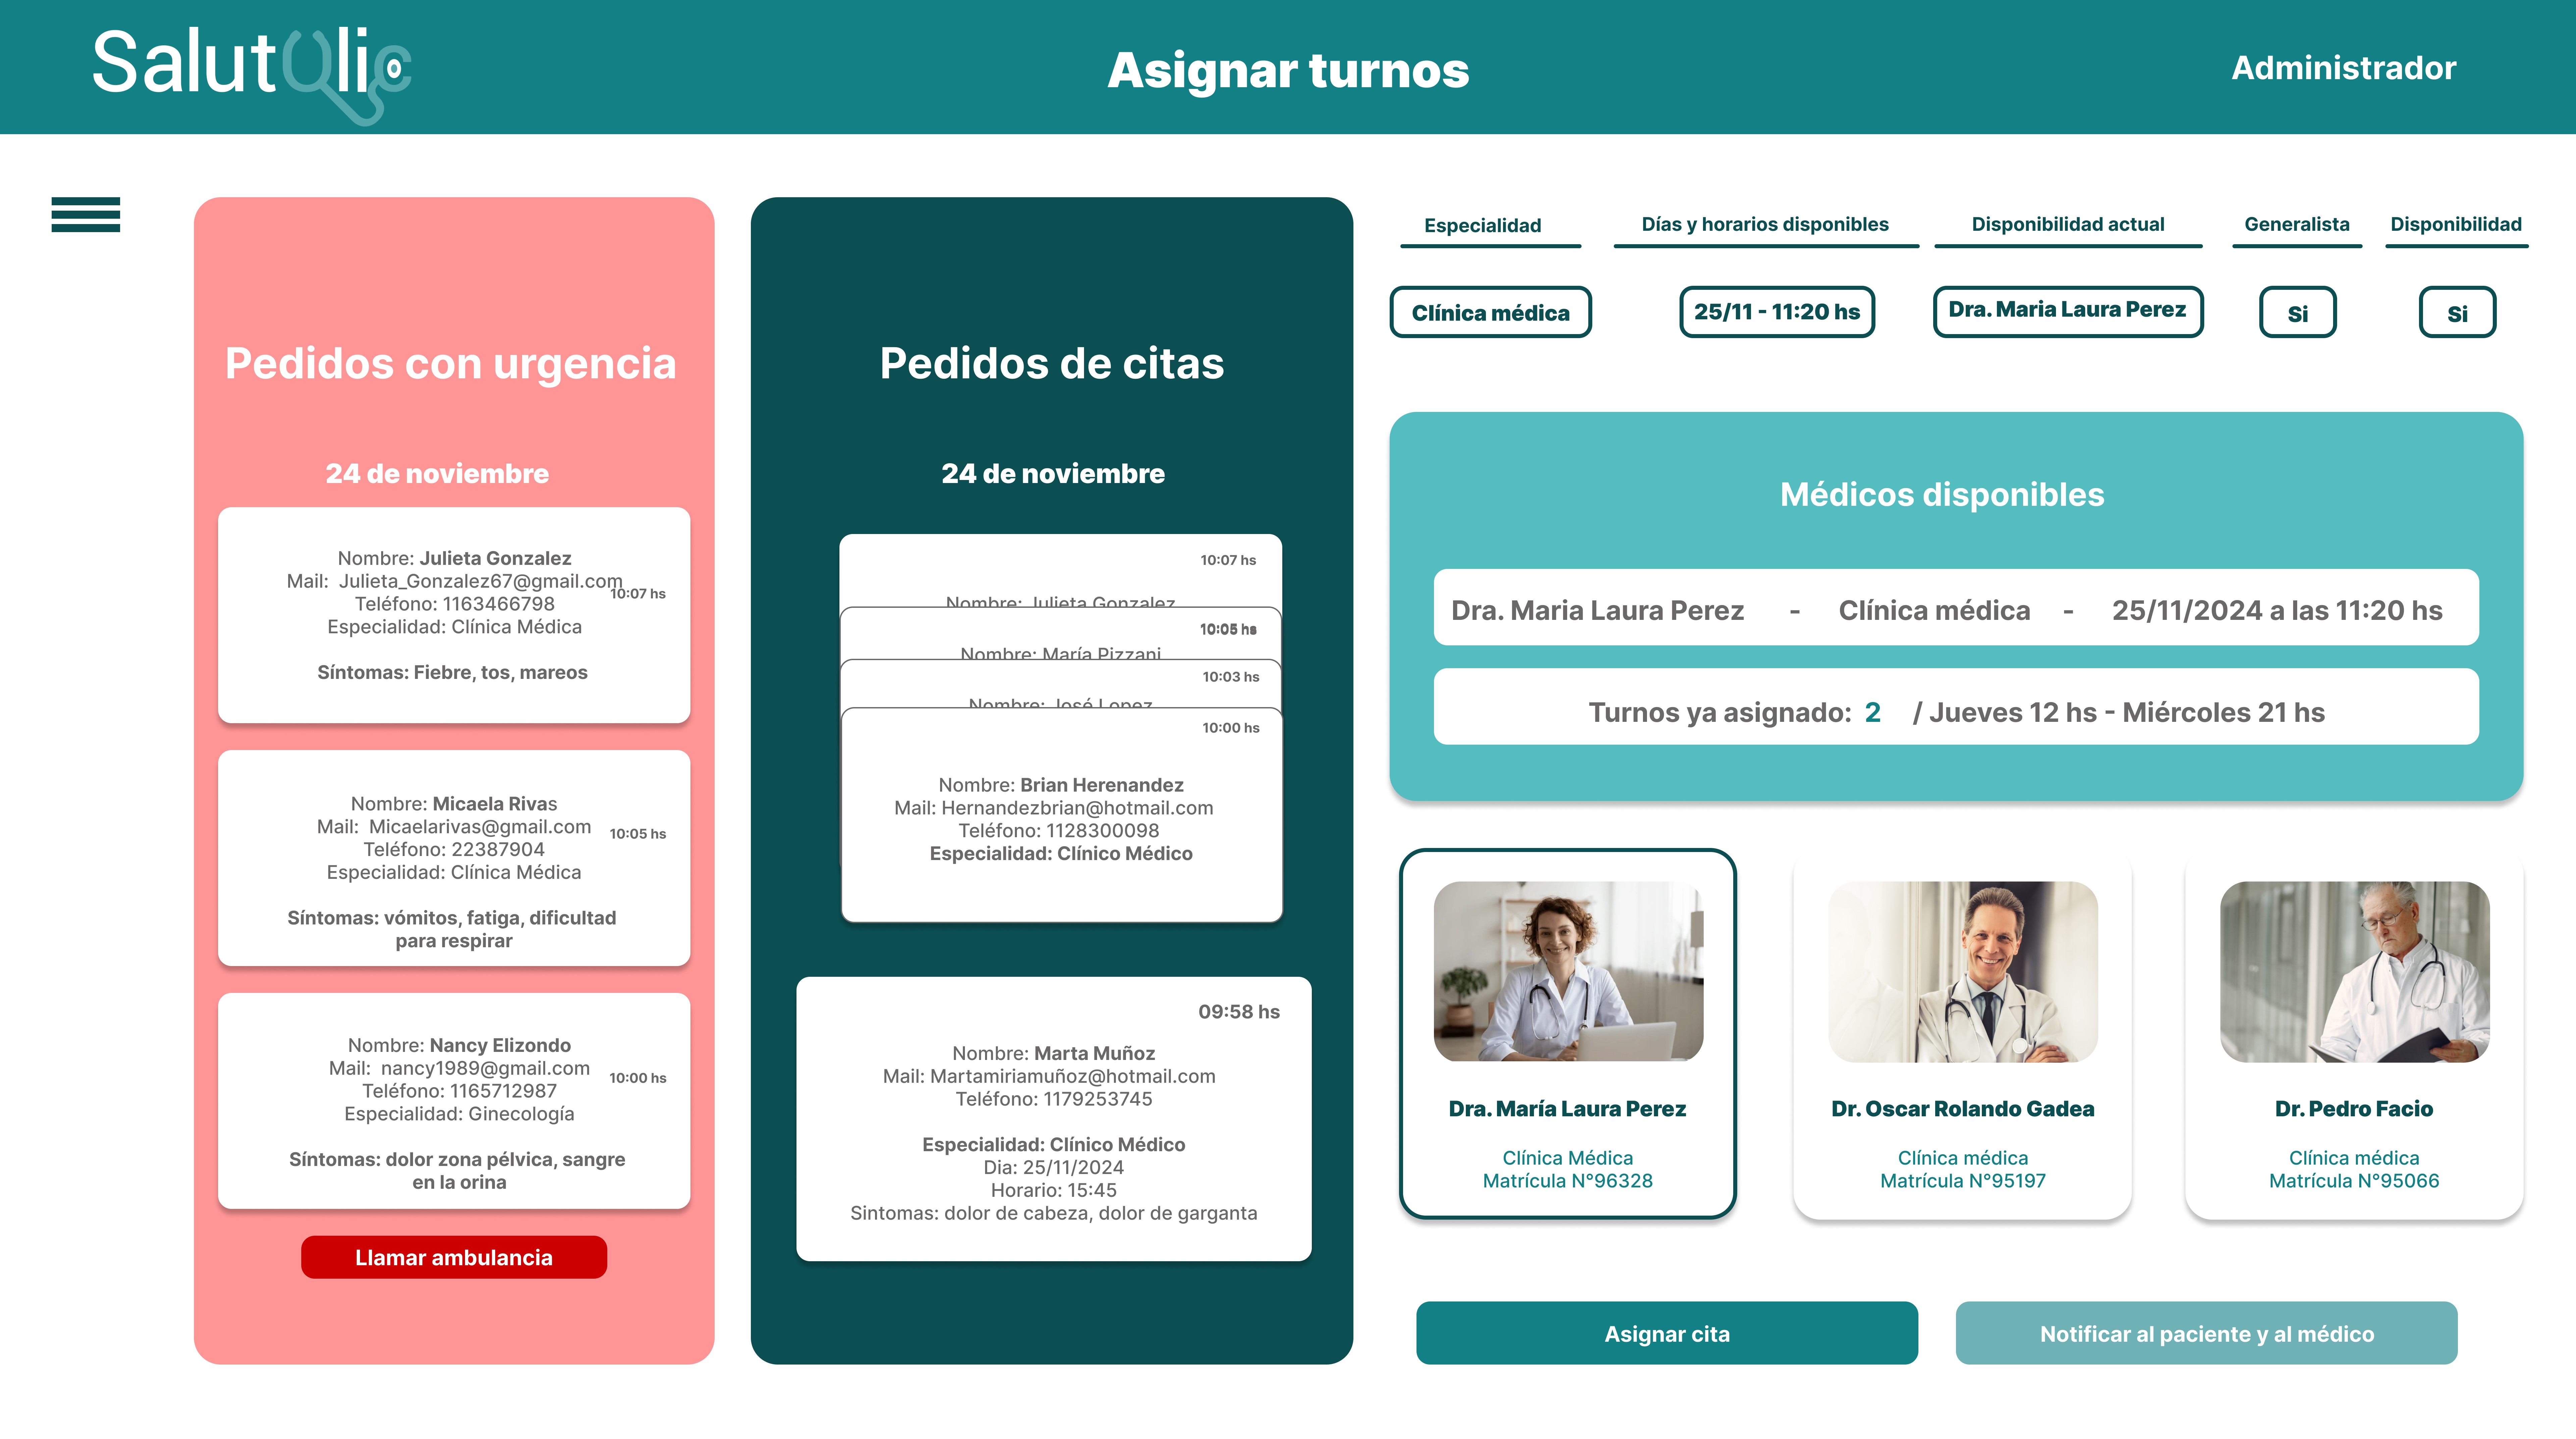 SalutClic
Asignar turnos
Administrador
Pedidos con urgencia
24 de noviembre
Nombre: Julieta Gonzalez
Mail: Julieta_Gonzalez67@gmail.com
10:07 hs
Teléfono: 1163466798
Especialidad: Clínica Médica
Síntomas: Fiebre, tos, mareos
Nombre: Micaela Rivas
Mail: Micaelarivas@gmail.com
10:05 hs
Teléfono: 22387904
Especialidad: Clínica Médica
Síntomas: vómitos, fatiga, dificultad
para respirar
Nombre: Nancy Elizondo
Mail: nancy1989@gmail.com
10:00 hs
Teléfono: 1165712987
Especialidad: Ginecología
Síntomas: dolor zona pélvica, sangre
en la orina
Llamar ambulancia
Pedidos de citas
24 de noviembre
10:07 hs
Nombre: Julieta Gonzalez
10:05 hs
Nombre: María Pizzani
10:03 hs
Nombre: José Lopez
10:00 hs
Nombre: Brian Herenandez
Mail: Hernandezbrian@hotmail.com
Teléfono: 1128300098
Especialidad: Clínico Médico
09:58 hs
Nombre: Marta Muñoz
Mail: Martamiriamuñoz@hotmail.com
Teléfono: 1179253745
Especialidad: Clínico Médico
Dia: 25/11/2024
Horario: 15:45
Sintomas: dolor de cabeza, dolor de garganta
Especialidad
Días y horarios disponibles
Disponibilidad actual
Generalista
Disponibilidad
Clínica médica
25/11 - 11:20 hs
Dra. Maria Laura Perez
Si
Si
Médicos disponibles
Dra. Maria Laura Perez - Clínica médica - 25/11/2024 a las 11:20 hs
Turnos ya asignado: 2 / Jueves 12 hs - Miércoles 21 hs
Dra. María Laura Perez
Clínica Médica
Matrícula N°96328
Dr. Oscar Rolando Gadea
Clínica médica
Matrícula N°95197
Dr. Pedro Facio
Clínica médica
Matrícula N°95066
Asignar cita
Notificar al paciente y al médico